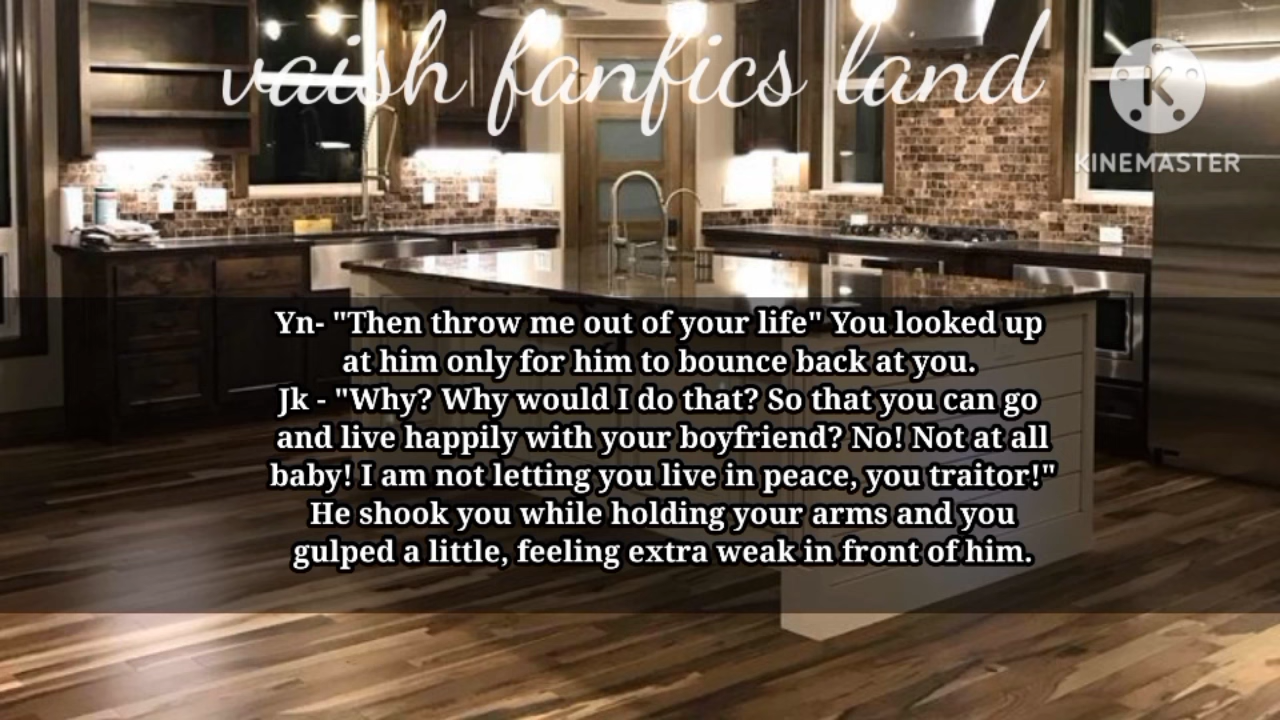 vaish fanfics land
K
KINEMASTER
Yn- "Then throw me out of your life" You looked up
at him only for him to bounce back at you.
Jk - "Why? Why would I do that? So that you can go
and live happily with your boyfriend? No! Not at all
baby! I am not letting you live in peace, you traitor!"
He shook you while holding your arms and you
gulped a little, feeling extra weak in front of him.